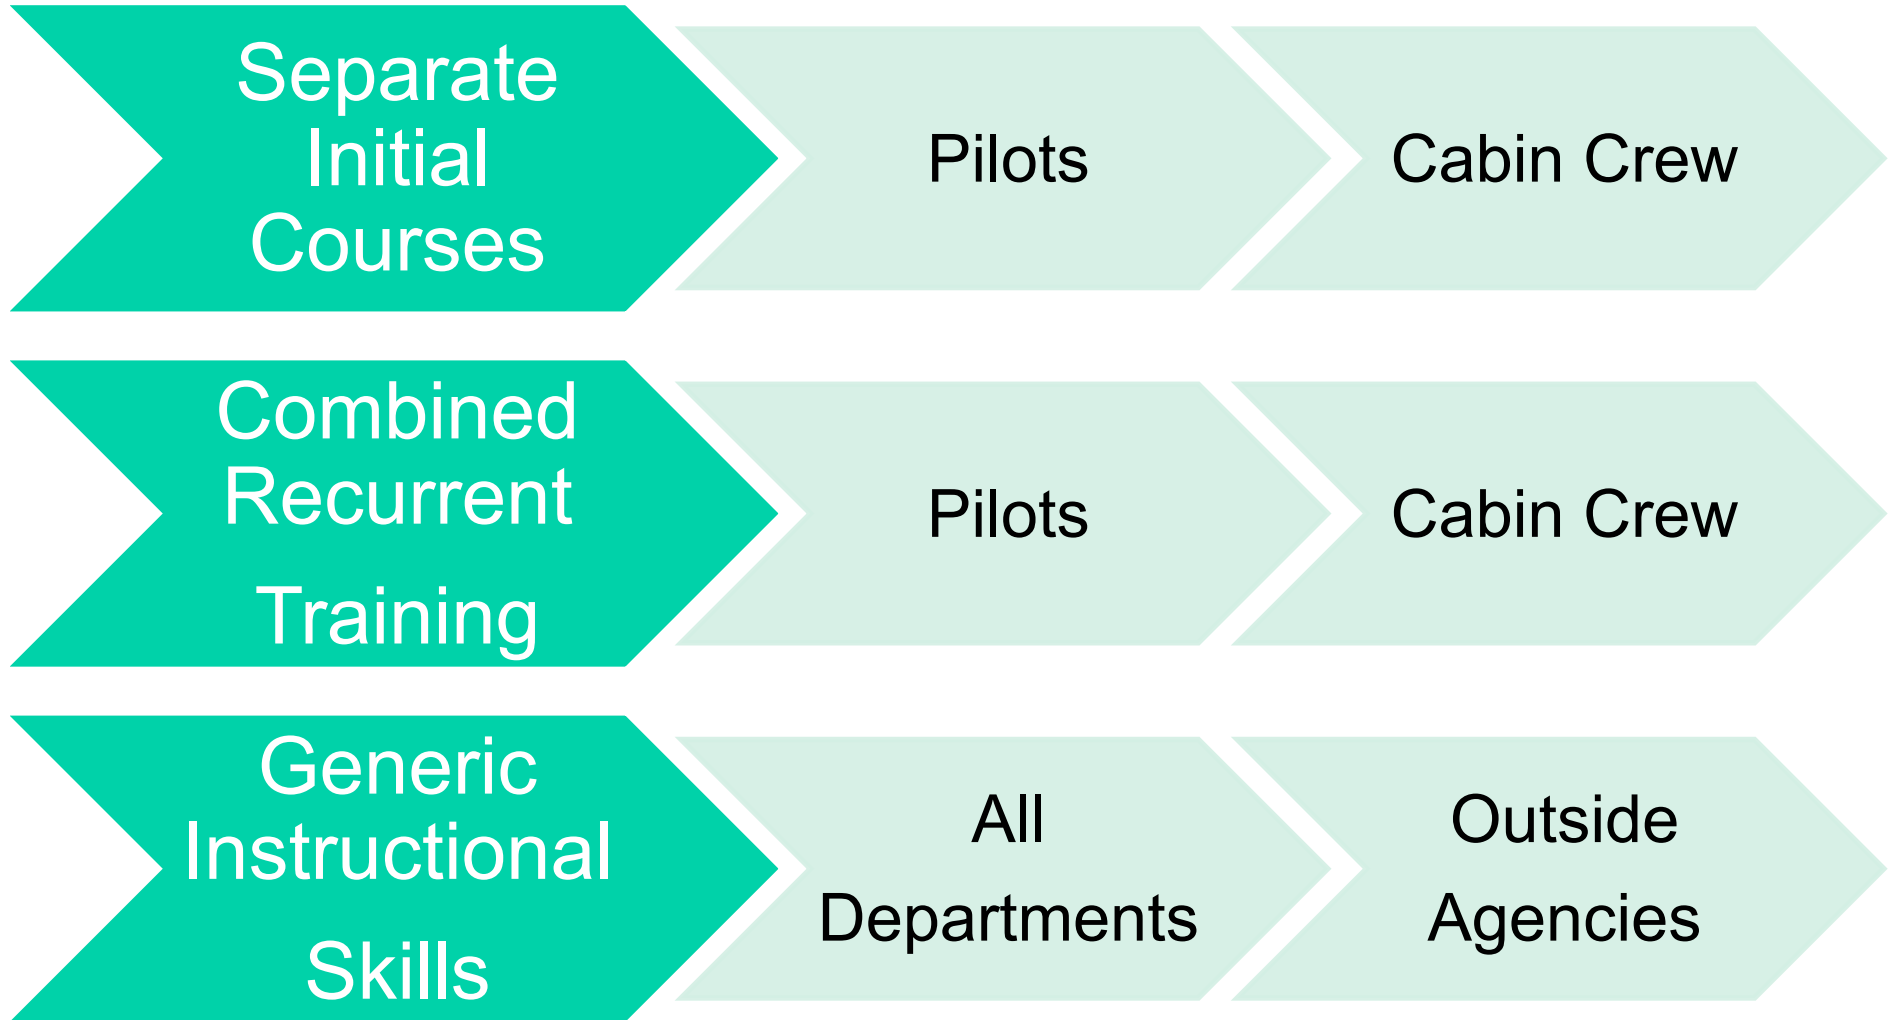 Separate
Initial
Courses
Pilots
Cabin Crew
Combined
Recurrent
Training
Pilots
Cabin Crew
Generic
Instructional
Skills
All
Departments
Outside
Agencies